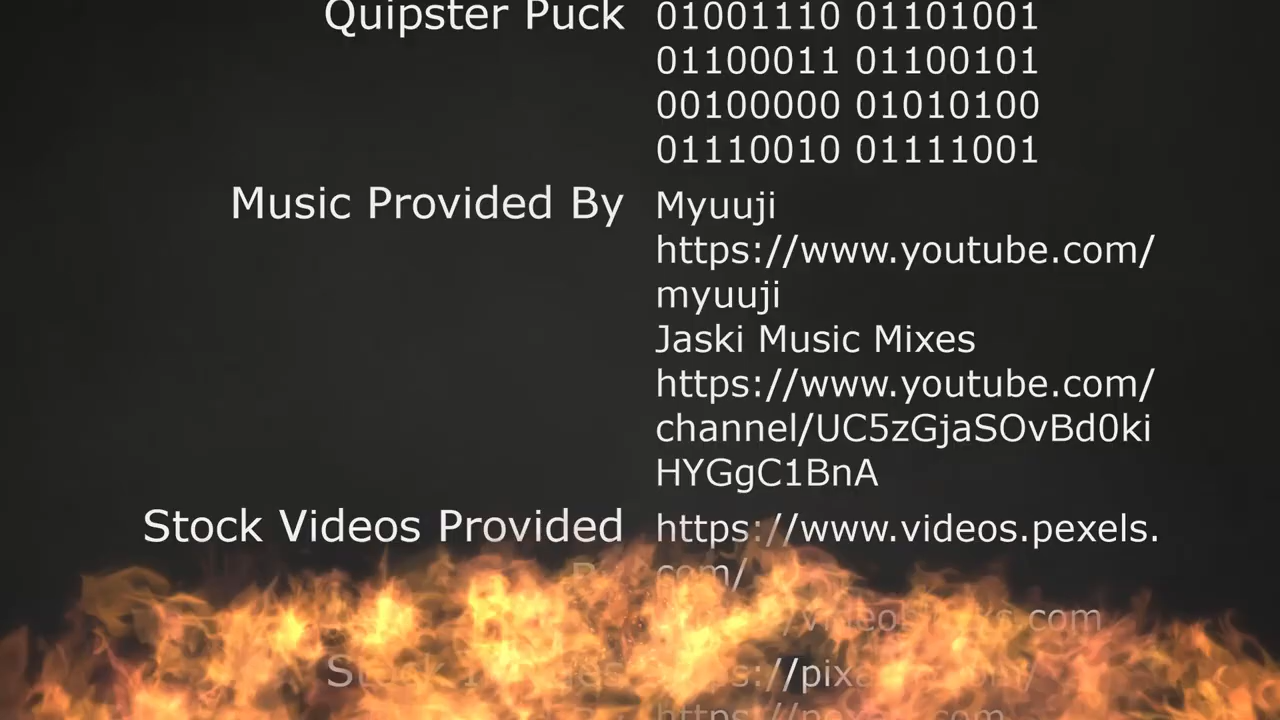 Quipster Puck 01001110 01101001
01100011 01100101
00100000 01010100
01110010 01111001
Music Provided By Myuuji
https://www.youtube.com/
myuuji
Jaski Music Mixes
https://www.youtube.com/
channel/UC5zGjaSOvBd0ki
HYGgC1BnA
Stock Videos Provided https://www.videos.pexels.
com/